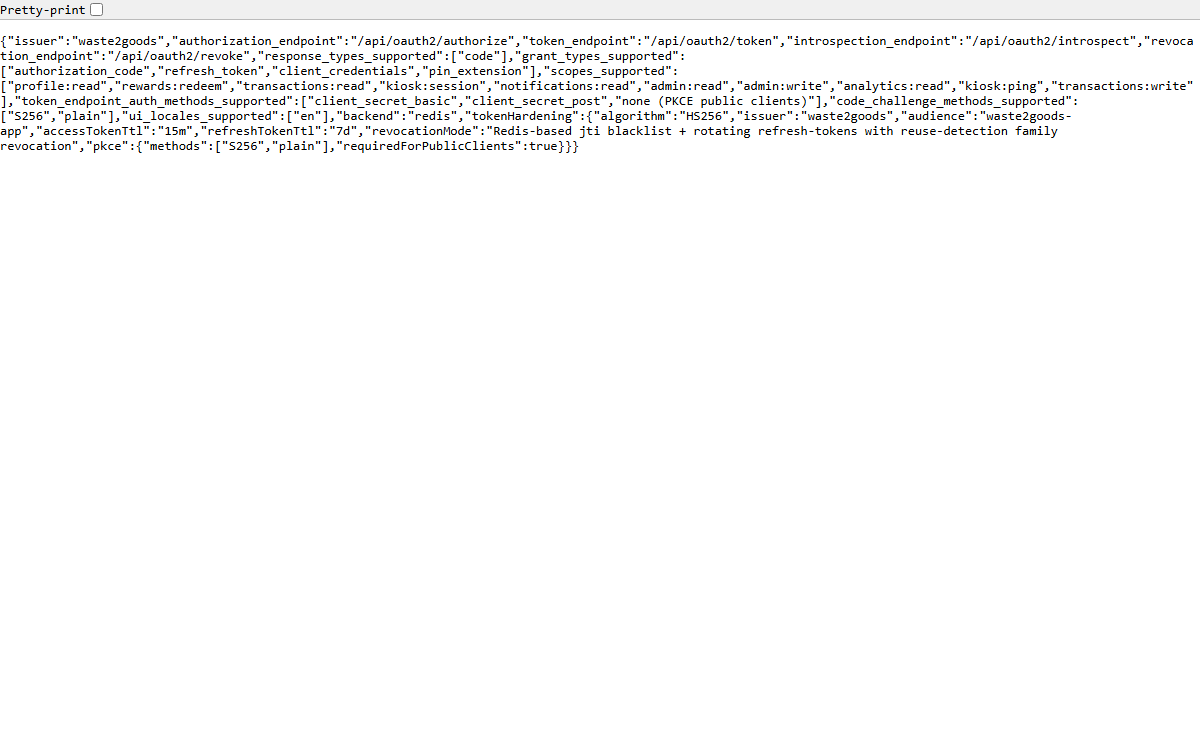 Pretty-print
{"issuer":"waste2goods","authorization_endpoint":"/api/oauth2/authorize","token_endpoint":"/api/oauth2/token","introspection_endpoint":"/api/oauth2/introspect","revoca
tion_endpoint":"/api/oauth2/revoke","response_types_supported":["code"],"grant_types_supported":
["authorization_code","refresh_token","client_credentials","pin_extension"],"scopes_supported":
["profile:read","rewards:redeem","transactions:read","kiosk:session","notifications:read","admin:read","admin:write","analytics:read","kiosk:ping","transactions:write"
],"token_endpoint_auth_methods_supported":["client_secret_basic","client_secret_post","none (PKCE public clients)"],"code_challenge_methods_supported":
["S256","plain"],"ui_locales_supported":["en"],"backend":"redis","tokenHardening":{"algorithm":"HS256","issuer":"waste2goods","audience":"waste2goods-
app","accessTokenTtl":"15m","refreshTokenTtl":"7d","revocationMode":"Redis-based jti blacklist + rotating refresh-tokens with reuse-detection family
revocation","pkce":{"methods":["S256","plain"],"requiredForPublicClients":true}}}